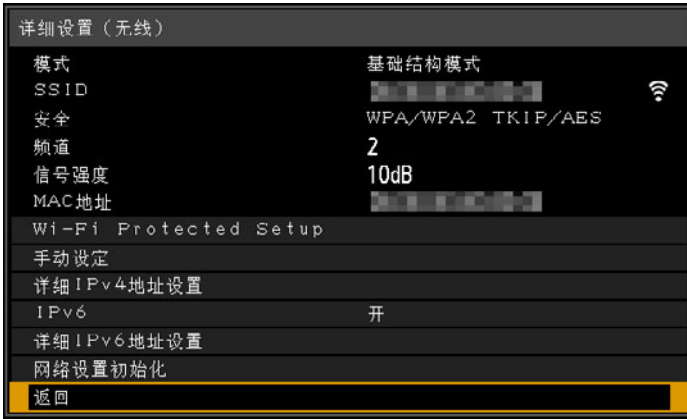 详细设置（无线）
模式 基础结构模式
SSID
安全 WPA/WPA2 TKIP/AES
频道 2
信号强度 10dB
MAC地址
Wi-Fi Protected Setup
手动设定
详细IPv4地址设置
IPv6 开
详细IPv6地址设置
网络设置初始化
返回